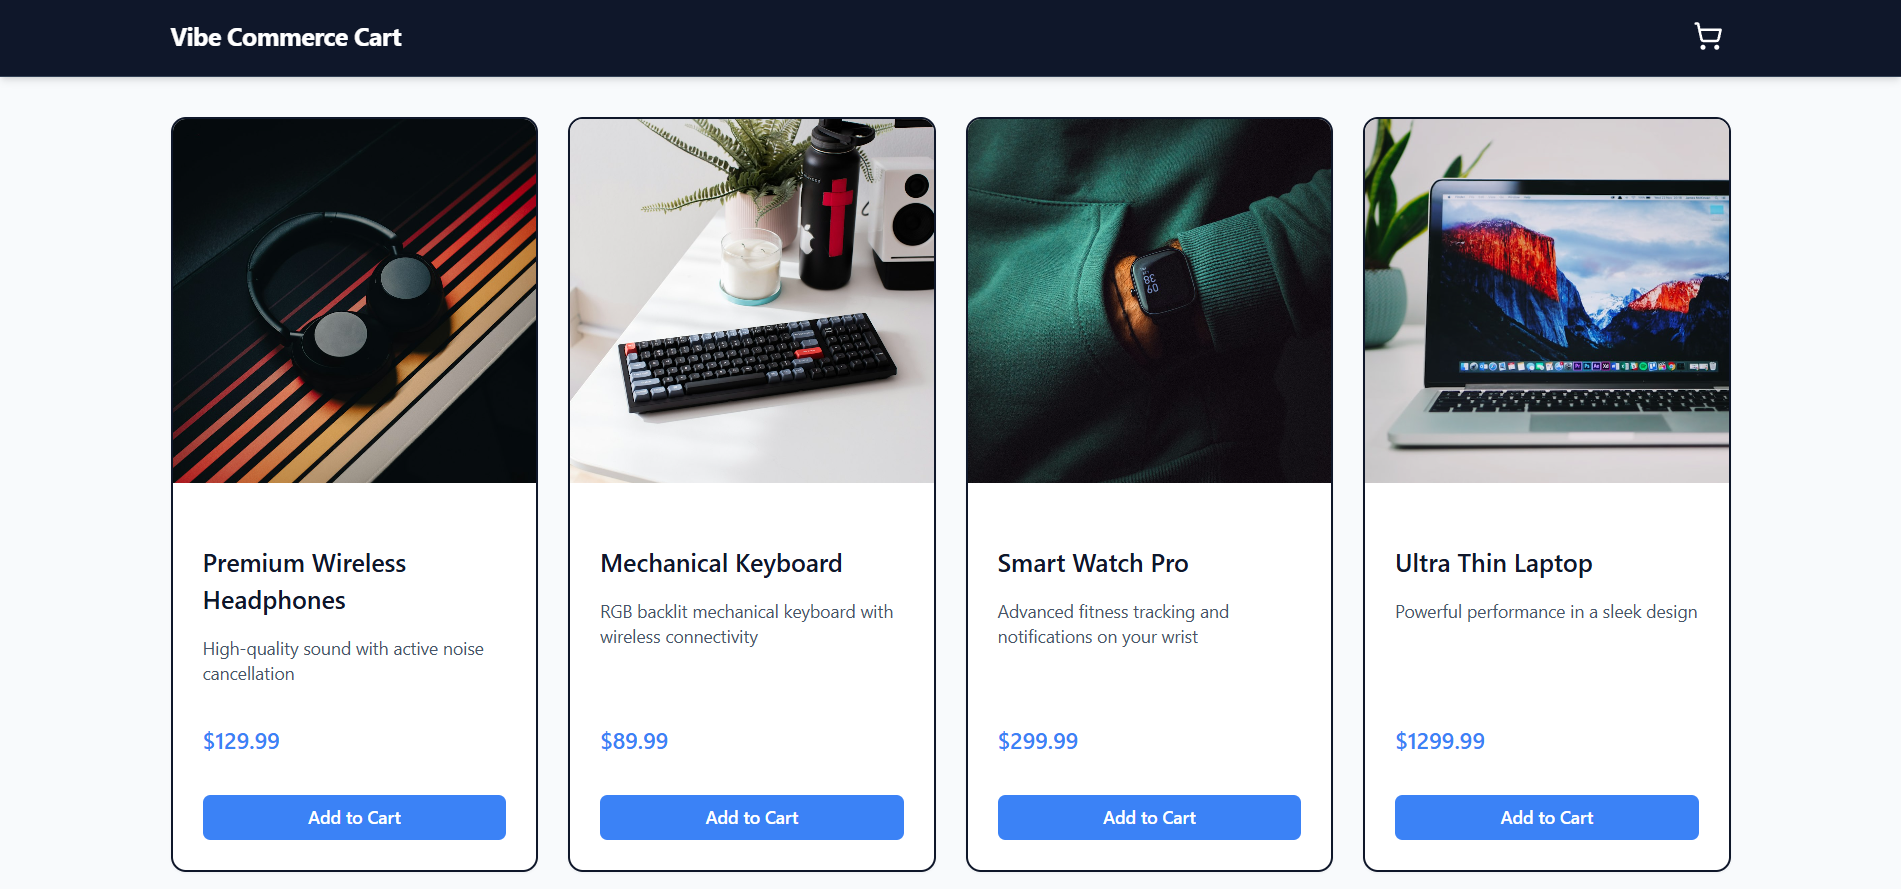 Vibe Commerce Cart
Premium Wireless
Headphones
High-quality sound with active noise
cancellation
$129.99
Add to Cart
Mechanical Keyboard
RGB backlit mechanical keyboard with
wireless connectivity
$89.99
Add to Cart
Smart Watch Pro
Advanced fitness tracking and
notifications on your wrist
$299.99
Add to Cart
Ultra Thin Laptop
Powerful performance in a sleek design
$1299.99
Add to Cart